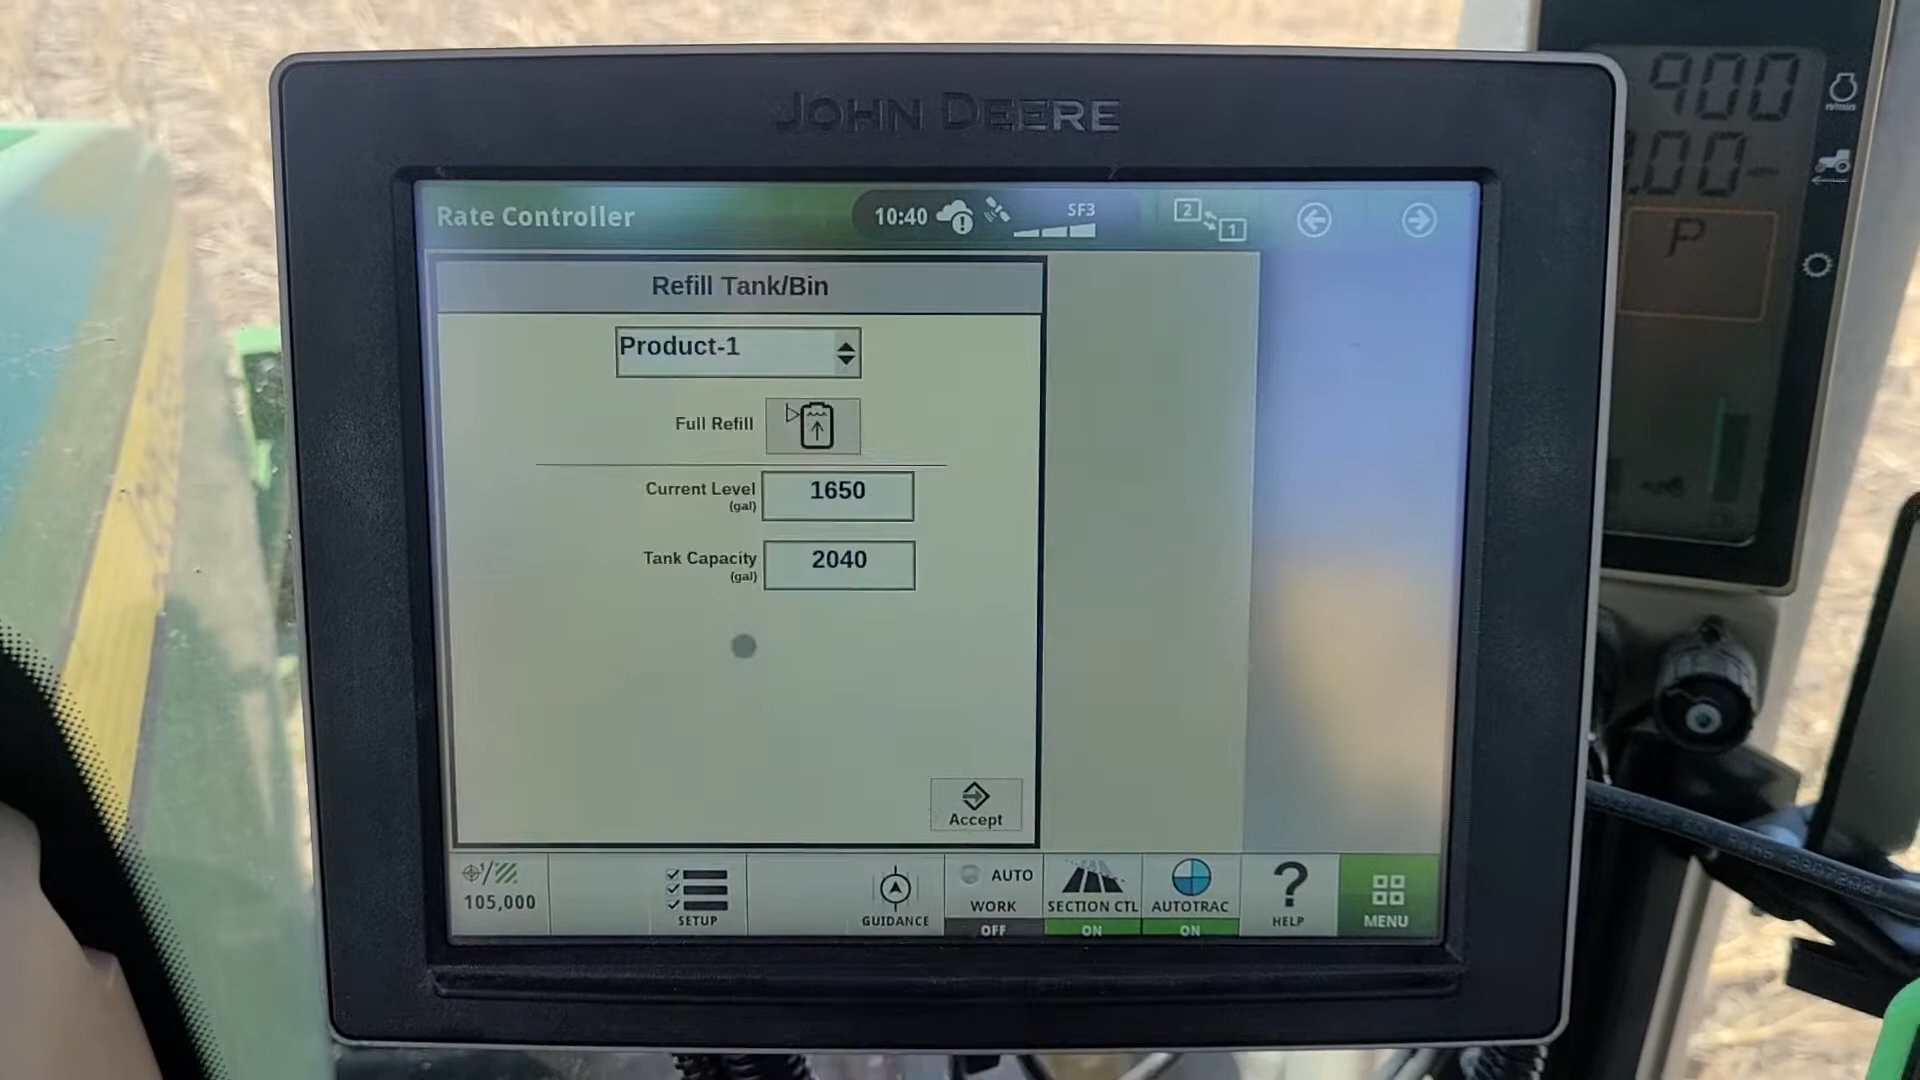 JOHN DEERE
Rate Controller
10:40
SF3
2
1
Refill Tank/Bin
Product-1
Full Refill
Current Level
(gal)
1650
Tank Capacity
(gal)
2040
Accept
105,000
SETUP
GUIDANCE
AUTO
WORK
OFF
SECTION CTL
ON
AUTOTRAC
ON
?
HELP
MENU
900
.00
P
n/min